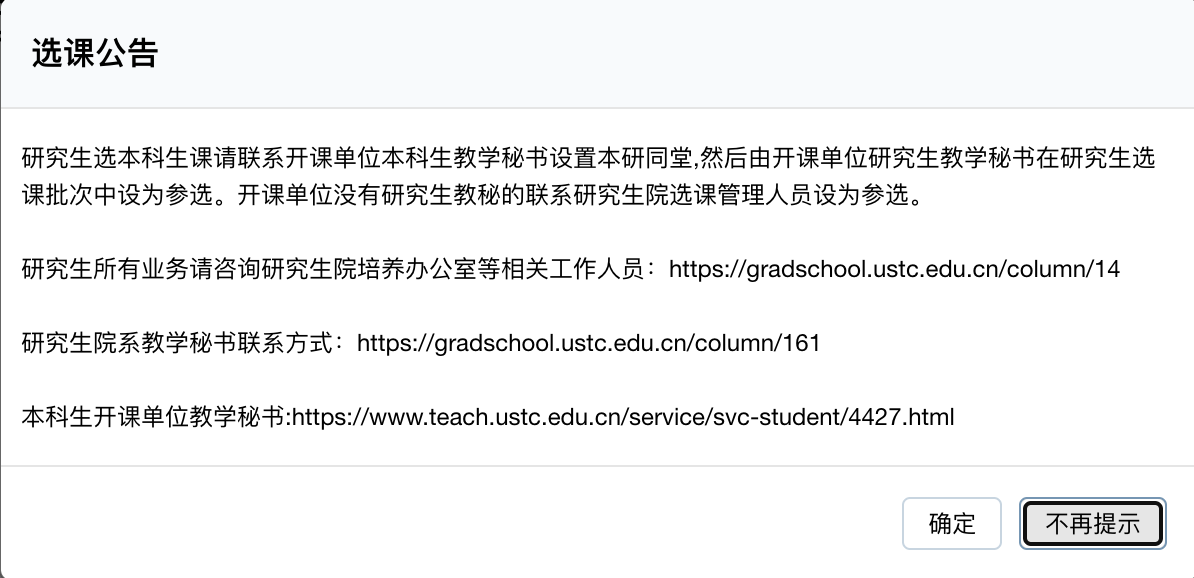 选课公告
研究生选本科生课请联系开课单位本科生教学秘书设置本研同堂,然后由开课单位研究生教学秘书在研究生选
课批次中设为参选。开课单位没有研究生教秘的联系研究生院选课管理人员设为参选。
研究生所有业务请咨询研究生院培养办公室等相关工作人员：https://gradschool.ustc.edu.cn/column/14
研究生院系教学秘书联系方式：https://gradschool.ustc.edu.cn/column/161
本科生开课单位教学秘书:https://www.teach.ustc.edu.cn/service/svc-student/4427.html
确定
不再提示